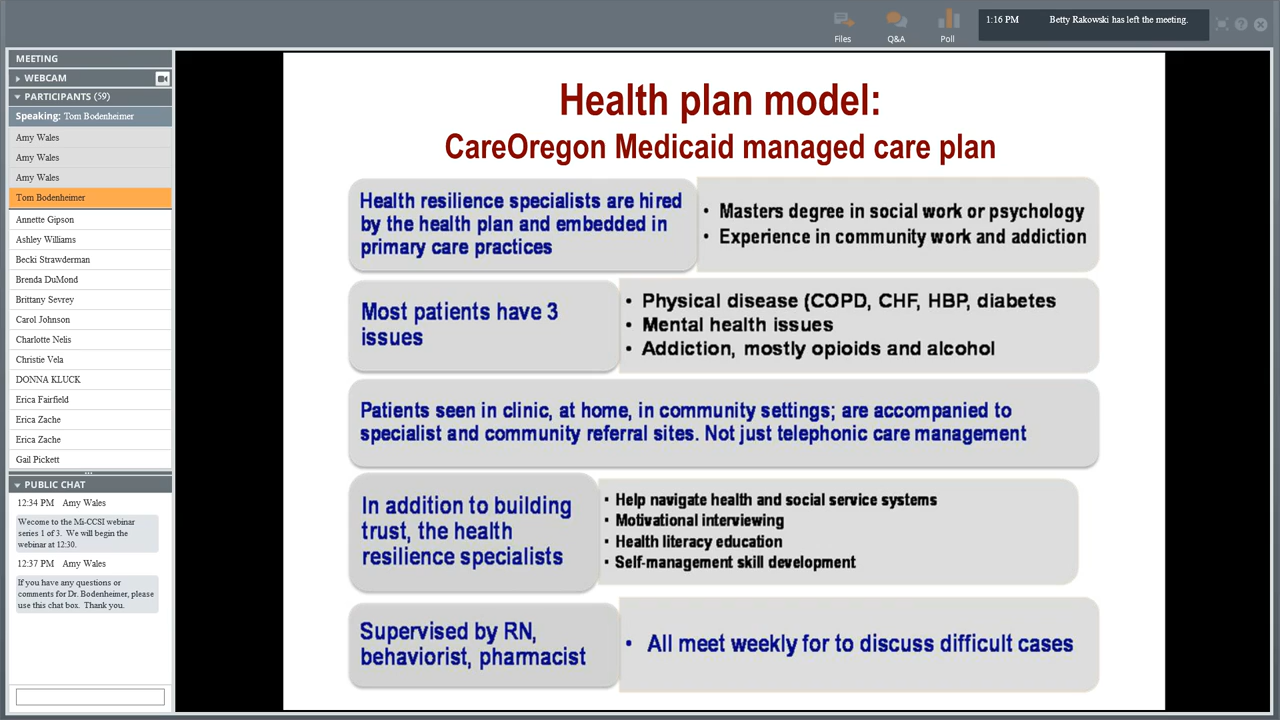 Files
Q&A
Poll
1:16 PM Betty Rakowski has left the meeting.
MEETING
WEBCAM
PARTICIPANTS (59)
Speaking: Tom Bodenheimer
Amy Wales
Amy Wales
Amy Wales
Tom Bodenheimer
Annette Gipson
Ashley Williams
Becki Strawderman
Brenda DuMond
Brittany Sevrey
Carol Johnson
Charlotte Nelis
Christie Vela
DONNA KLUCK
Erica Fairfield
Erica Zache
Erica Zache
Gail Pickett
PUBLIC CHAT
12:34 PM Amy Wales
Wecome to the Mi-CCSI webinar
series 1 of 3. We will begin the
webinar at 12:30.
12:37 PM Amy Wales
If you have any questions or
comments for Dr. Bodenheimer, please
use this chat box. Thank you.
Health plan model:
CareOregon Medicaid managed care plan
Health resilience specialists are hired
by the health plan and embedded in
primary care practices
• Masters degree in social work or psychology
• Experience in community work and addiction
Most patients have 3
issues
• Physical disease (COPD, CHF, HBP, diabetes
• Mental health issues
• Addiction, mostly opioids and alcohol
Patients seen in clinic, at home, in community settings; are accompanied to
specialist and community referral sites. Not just telephonic care management
In addition to building
trust, the health
resilience specialists
• Help navigate health and social service systems
• Motivational interviewing
• Health literacy education
• Self-management skill development
Supervised by RN,
behaviorist, pharmacist
• All meet weekly for to discuss difficult cases